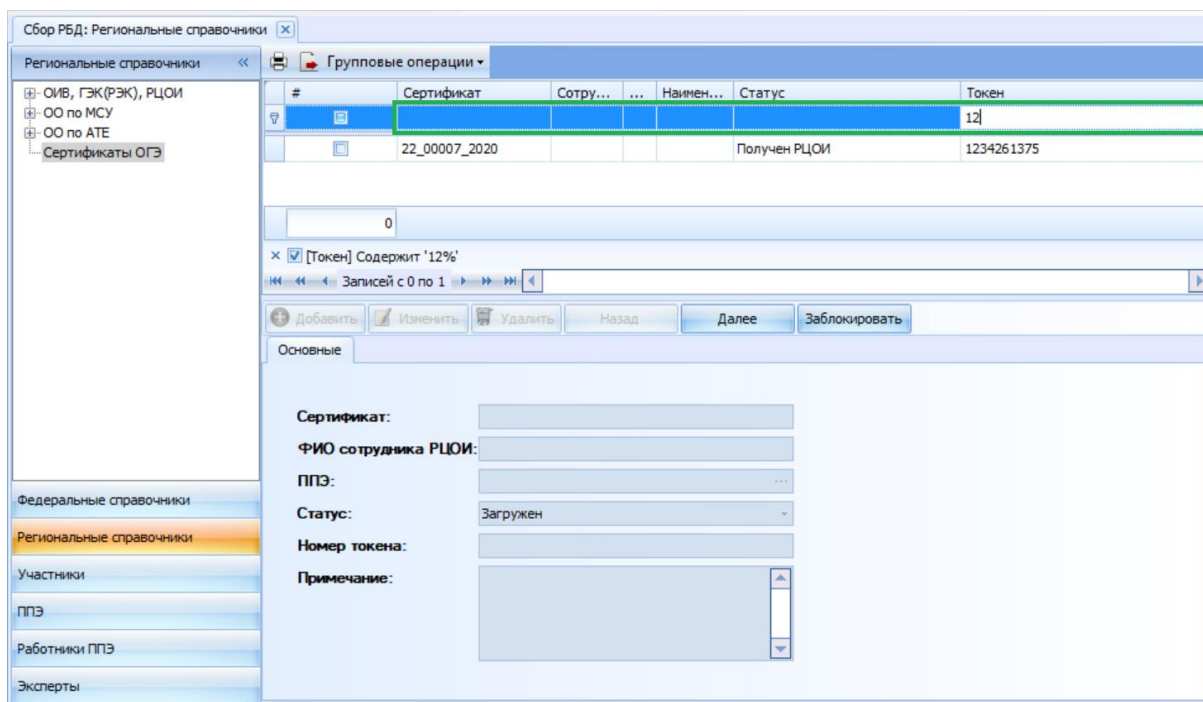 Сбор РБД: Региональные справочники
Региональные справочники «
Групповые операции
ОИВ, ГЭК(РЭК), РЦОИ
ОО по МСУ
ОО по АТЕ
Сертификаты ОГЭ
# Сертификат Сотру... ... Наимен... Статус Токен
12
22_00007_2020 Получен РЦОИ 1234261375
0
[Токен] Содержит '12%'
Записей с 0 по 1
Добавить Изменить Удалить Назад Далее Заблокировать
Основные
Сертификат:
ФИО сотрудника РЦОИ:
ППЭ: ...
Статус: Загружен
Номер токена:
Примечание:
Федеральные справочники
Региональные справочники
Участники
ППЭ
Работники ППЭ
Эксперты